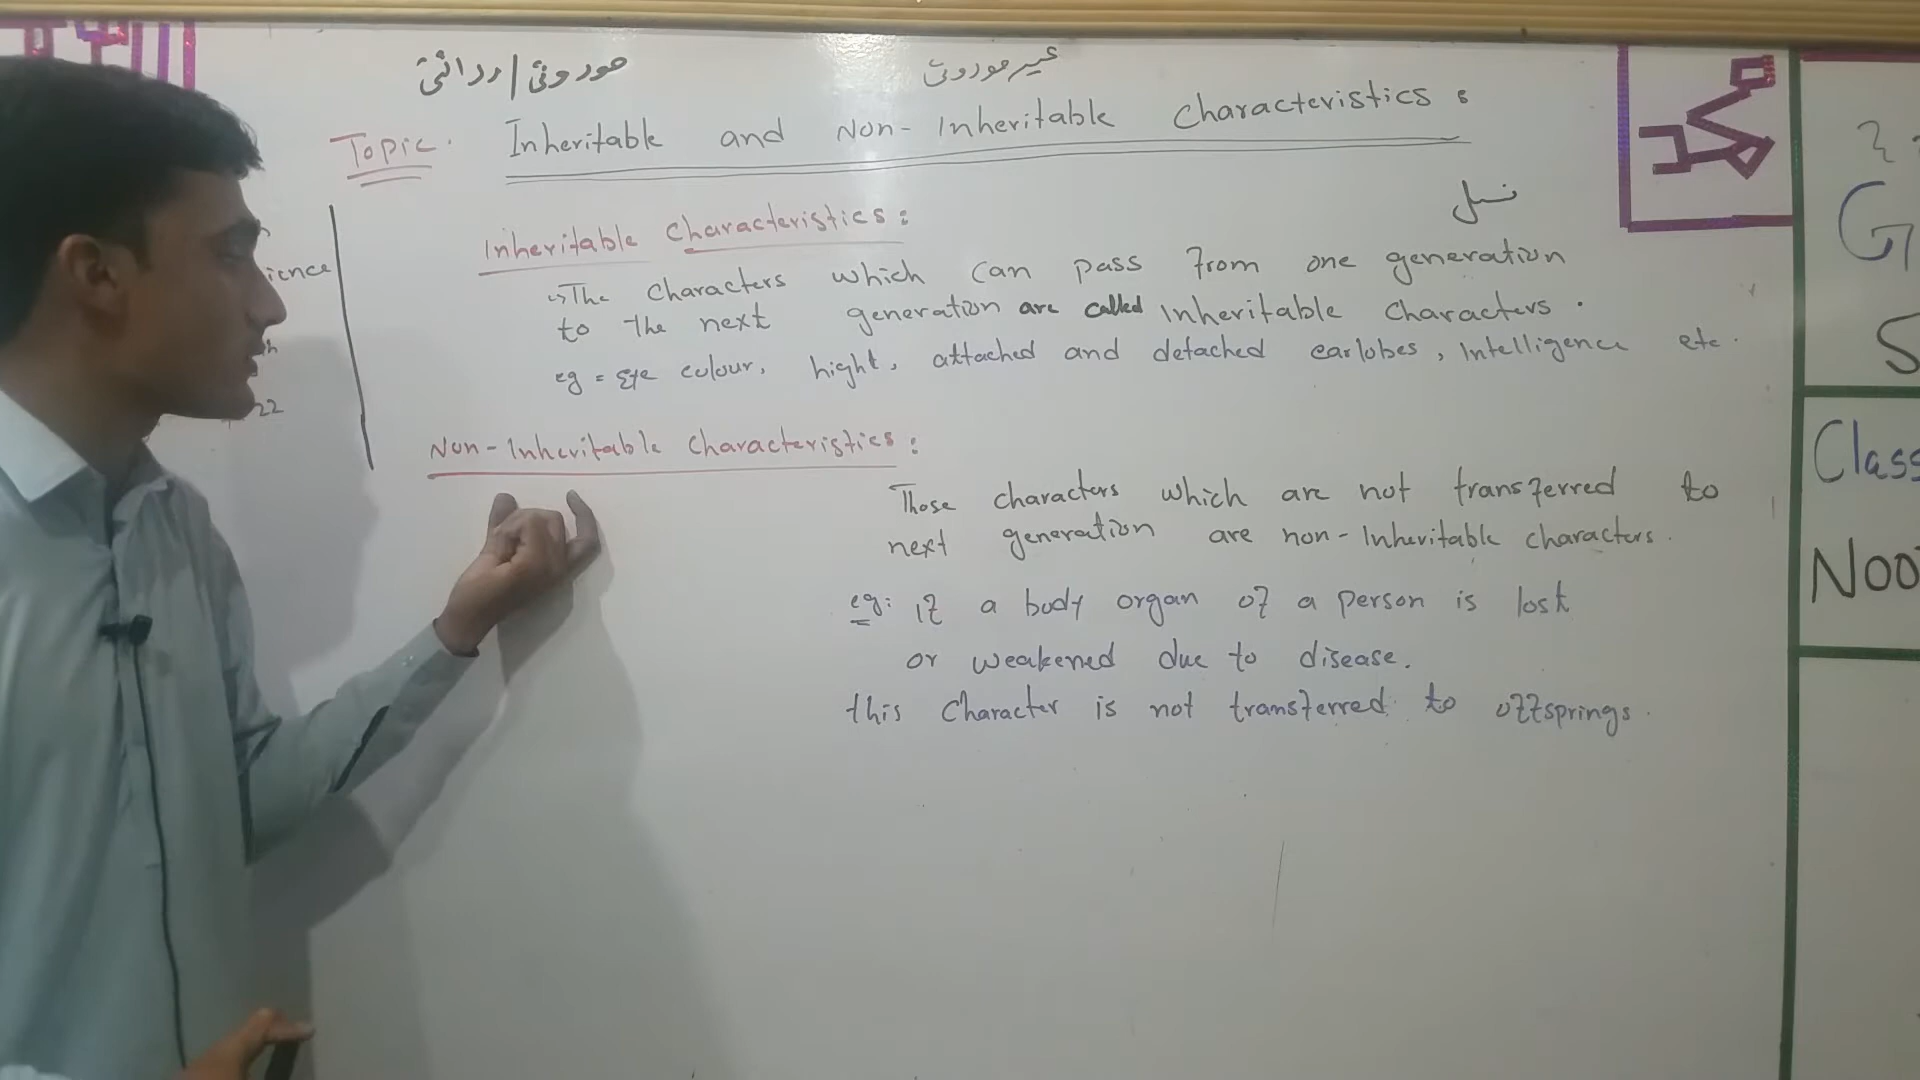 موروثی / وراثتی
غیر موروثی
Topic. Inheritable and Non-Inheritable Characteristics:
Inheritable Characteristics:
نسل
The characters which can pass from one generation
to the next generation are called Inheritable characters.
eg = Eye colour, hight, attached and detached earlobes, Intelligence etc.
Non-Inheritable characteristics:
Those characters which are not transferred to
next generation are non-Inheritable characters.
eg: if a body organ of a person is lost
or weakened due to disease.
this character is not transferred to offsprings.
ience
22
G
S
Class
Noo